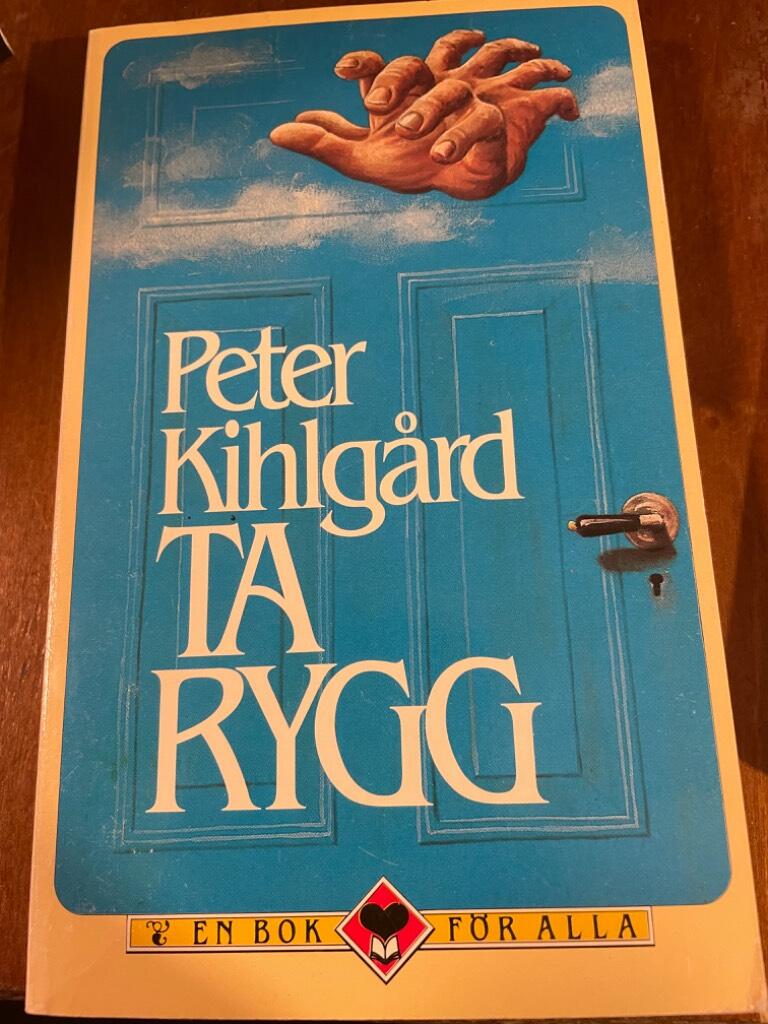 Peter
Kihlgård
TA
RYGG
EN BOK FÖR ALLA